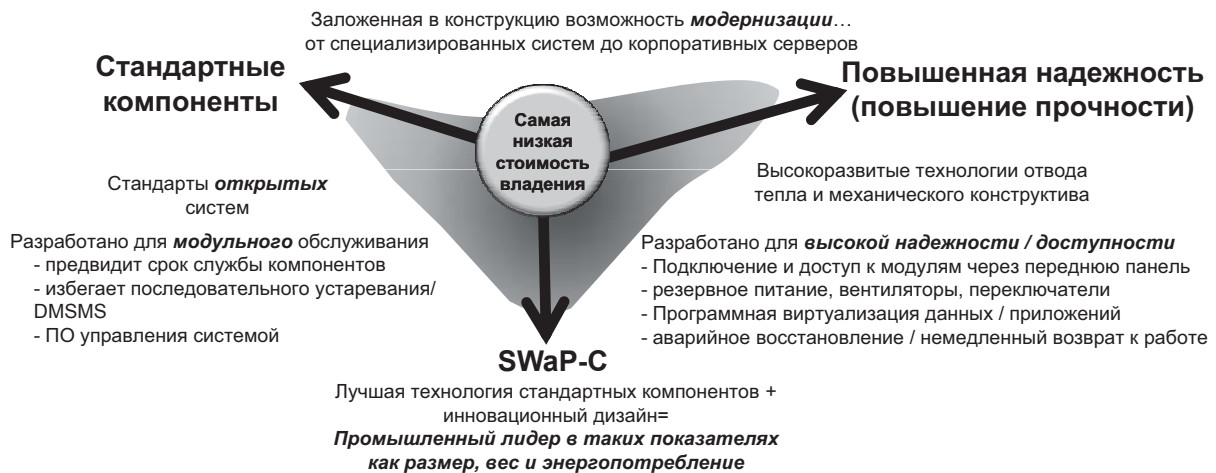 Заложенная в конструкцию возможность модернизации…
от специализированных систем до корпоративных серверов
Стандартные
компоненты
Повышенная надежность
(повышение прочности)
Самая
низкая
стоимость
владения
Стандарты открытых
систем
Разработано для модульного обслуживания
- предвидит срок службы компонентов
- избегает последовательного устаревания/
DMSMS
- ПО управления системой
Высокоразвитые технологии отвода
тепла и механического конструктива
Разработано для высокой надежности / доступности
- Подключение и доступ к модулям через переднюю панель
- резервное питание, вентиляторы, переключатели
- Программная виртуализация данных / приложений
- аварийное восстановление / немедленный возврат к работе
SWaP-C
Лучшая технология стандартных компонентов +
инновационный дизайн=
Промышленный лидер в таких показателях
как размер, вес и энергопотребление